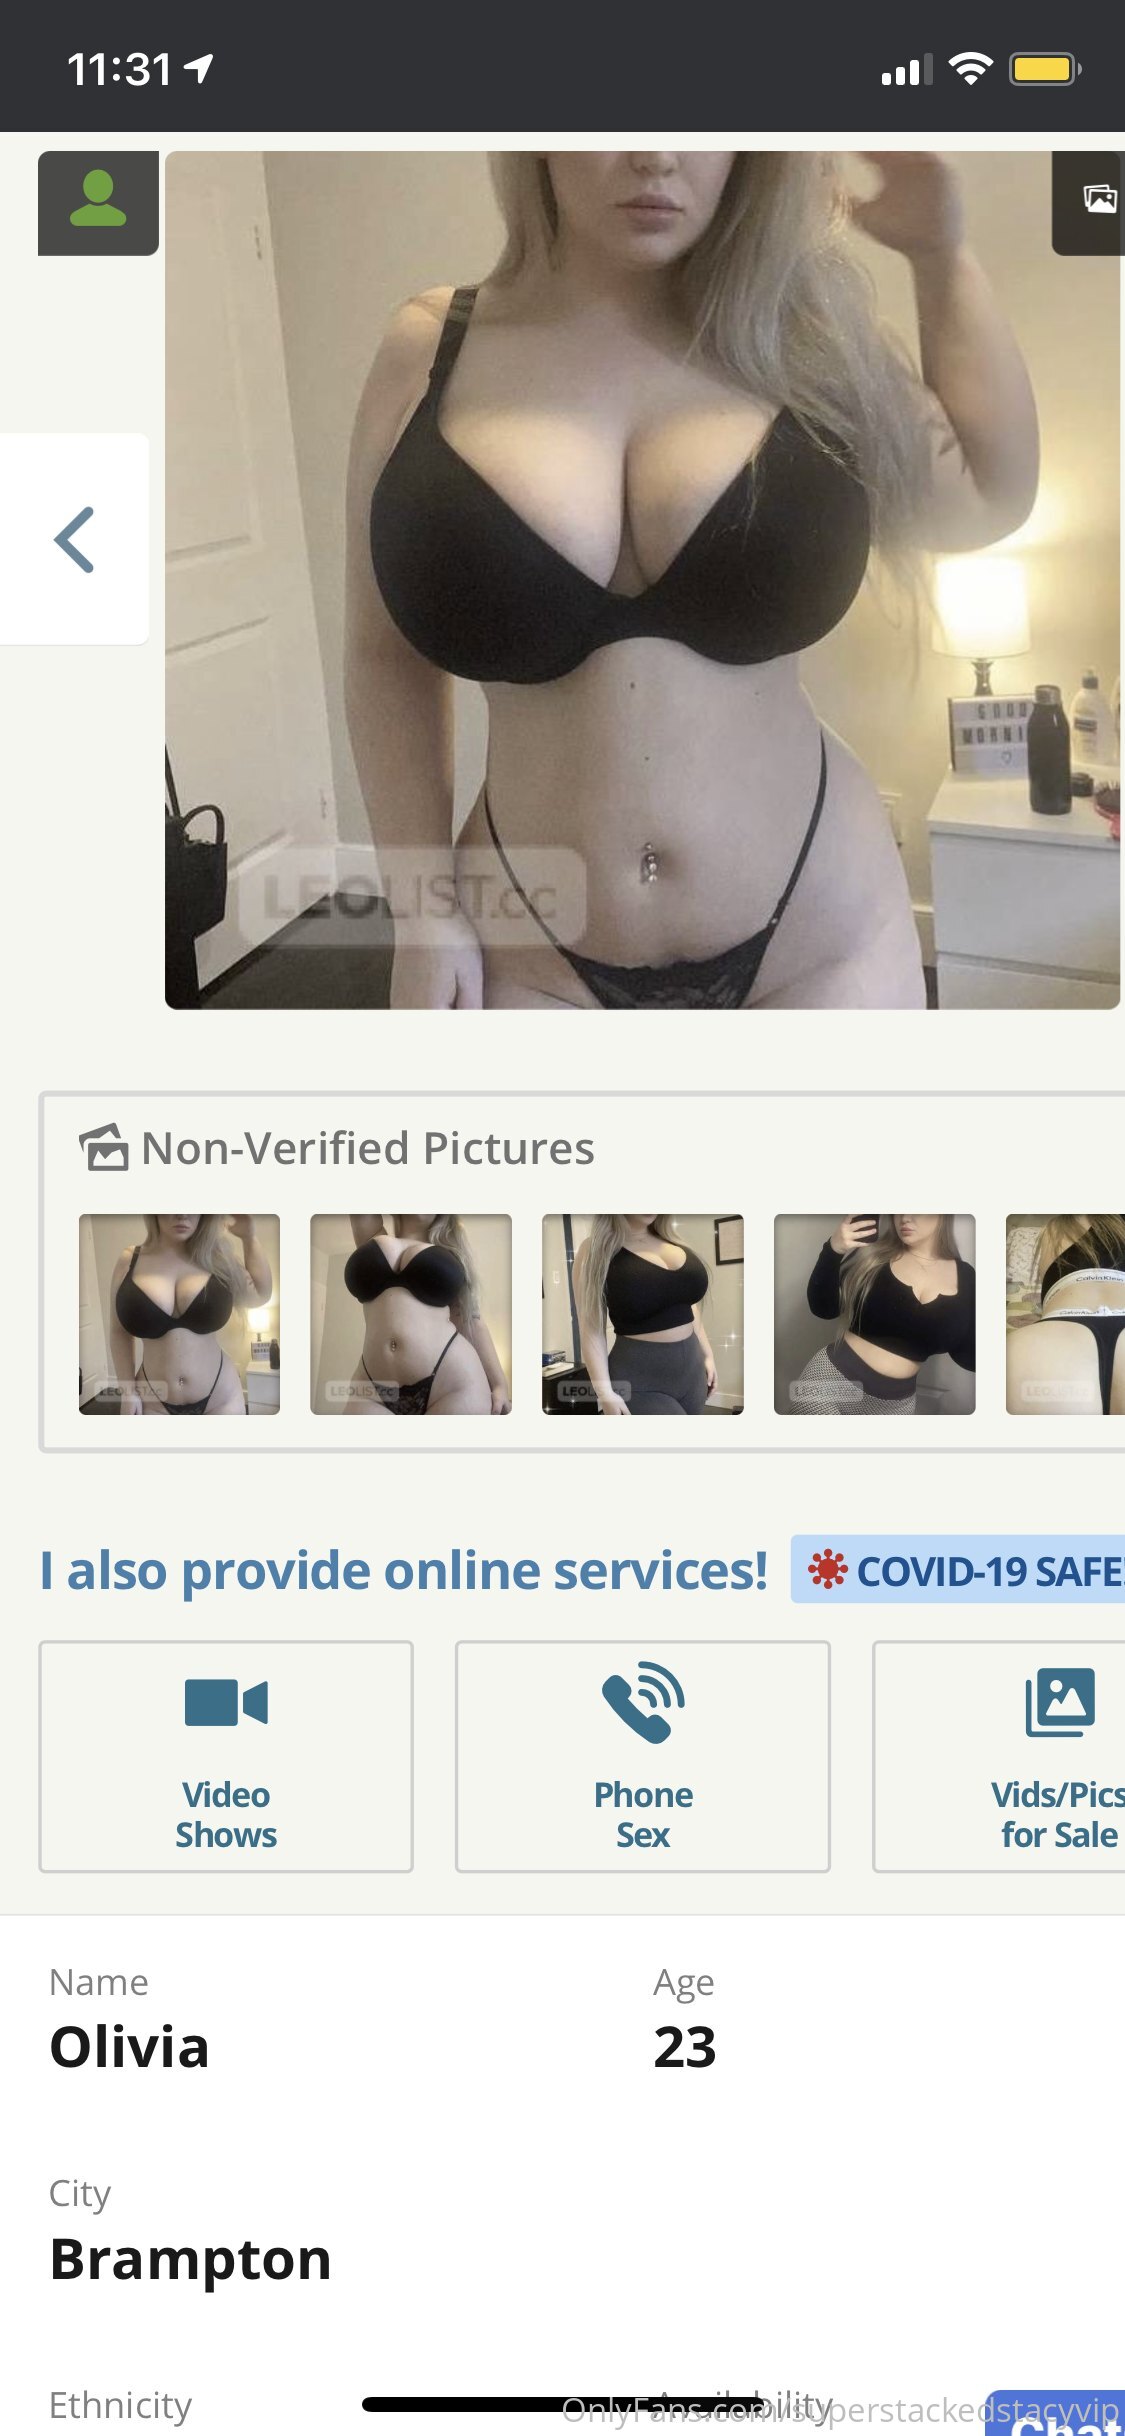 11:31
GOOD
MORNI
LEOLIST.cc
Non-Verified Pictures
LEOLIST.cc
LEOLIST.cc
LEOLIS cc
LEOLIST.cc
LEOLIST.cc
CalvinKlein
I also provide online services!
COVID-19 SAFE
Video
Shows
Phone
Sex
Vids/Pics
for Sale
Name
Age
Olivia
23
City
Brampton
Ethnicity
Availability
OnlyFans.com/superstackedstacyvip
Chat